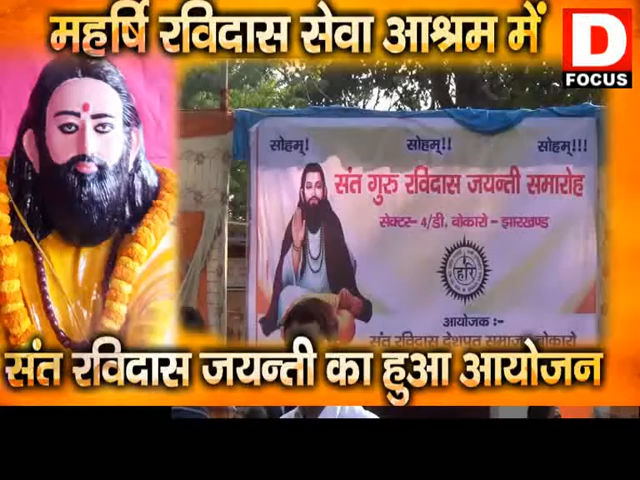 महर्षि रविदास सेवा आश्रम में
D
FOCUS
सोहम्!
सोहम्!!
सोहम्!!!
संत गुरु रविदास जयन्ती समारोह
सेक्टर- 4/डी, बोकारो - झारखण्ड
हरि
आयोजक :-
संत रविदास समाज बोकारो
संत रविदास जयन्ती का हुआ आयोजन